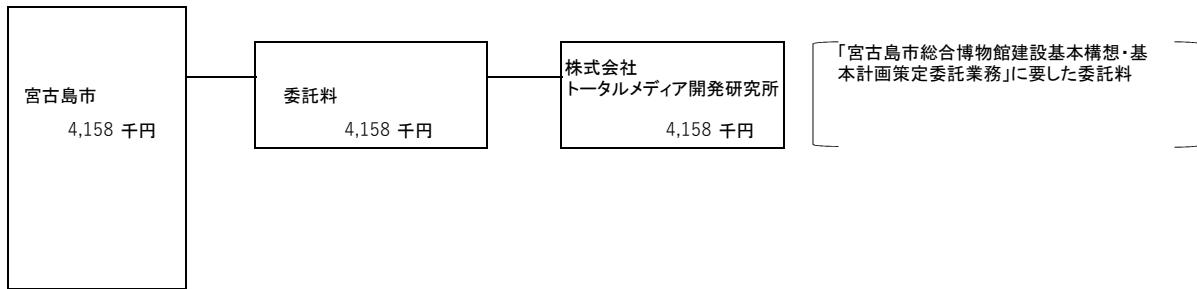 宮古島市
4,158 千円
委託料
4,158 千円
株式会社
トータルメディア開発研究所
4,158 千円
「宮古島市総合博物館建設基本構想・基
本計画策定委託業務」に要した委託料